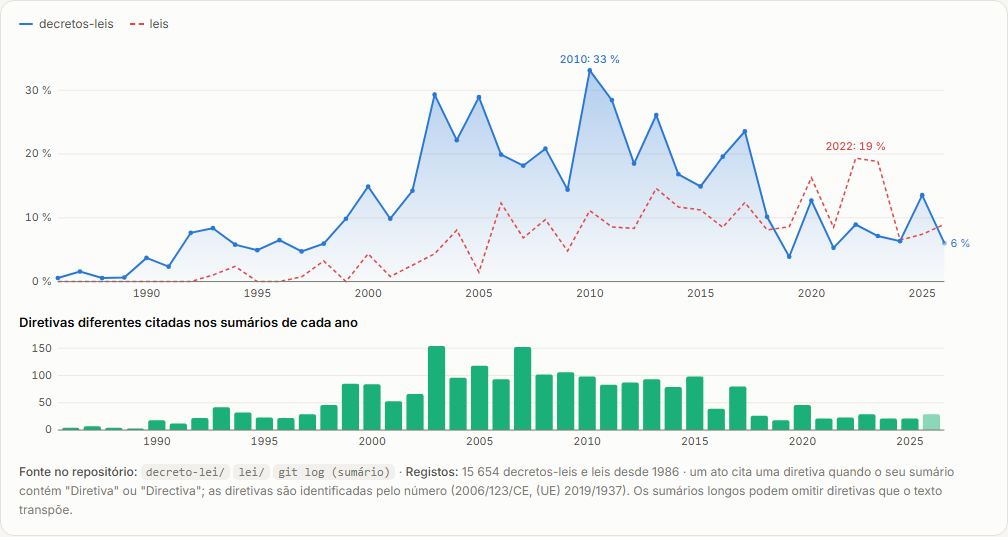 decretos-leis leis
2010: 33 %
30 %
2022: 19 %
20 %
10 %
6 %
0 %
1990 1995 2000 2005 2010 2015 2020 2025
Diretivas diferentes citadas nos sumários de cada ano
150
100
50
0
1990 1995 2000 2005 2010 2015 2020 2025
Fonte no repositório: decreto-lei/ lei/ git log (sumário) · Registos: 15 654 decretos-leis e leis desde 1986 · um ato cita uma diretiva quando o seu sumário
contém "Diretiva" ou "Directiva"; as diretivas são identificadas pelo número (2006/123/CE, (UE) 2019/1937). Os sumários longos podem omitir diretivas que o texto
transpõe.